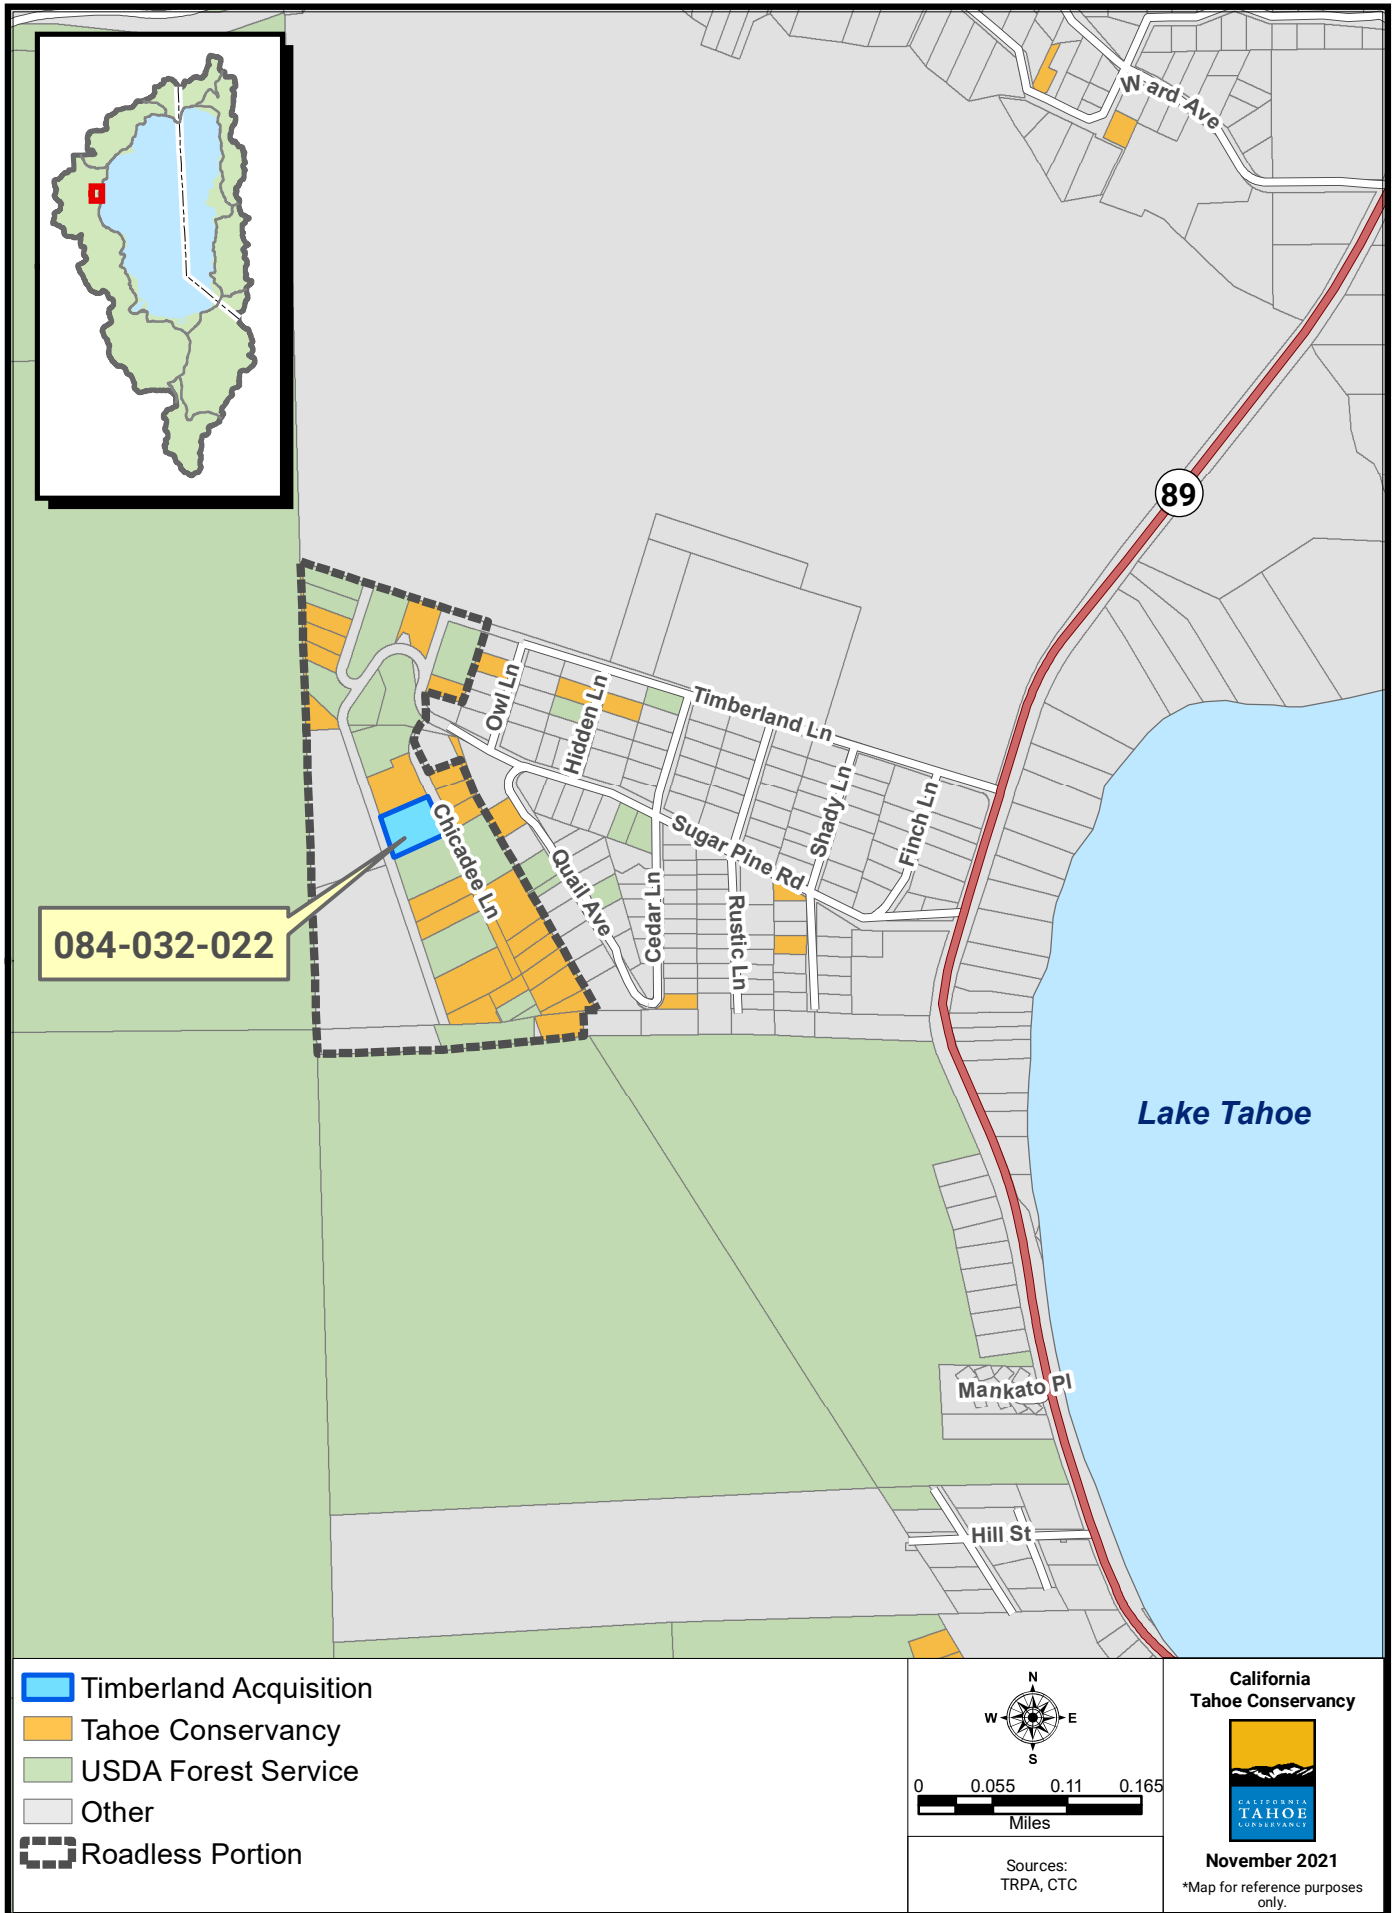 Ward Ave
89
Owl Ln
Hidden Ln
Timberland Ln
Shady Ln
Finch Ln
Chicadee Ln
Sugar Pine Rd
Quail Ave
Cedar Ln
Rustic Ln
084-032-022
Lake Tahoe
Mankato Pl
Hill St
Timberland Acquisition
Tahoe Conservancy
USDA Forest Service
Other
Roadless Portion
N
W
E
S
0 0.055 0.11 0.165
Miles
Sources:
TRPA, CTC
California
Tahoe Conservancy
CALIFORNIA
TAHOE
CONSERVANCY
November 2021
*Map for reference purposes
only.